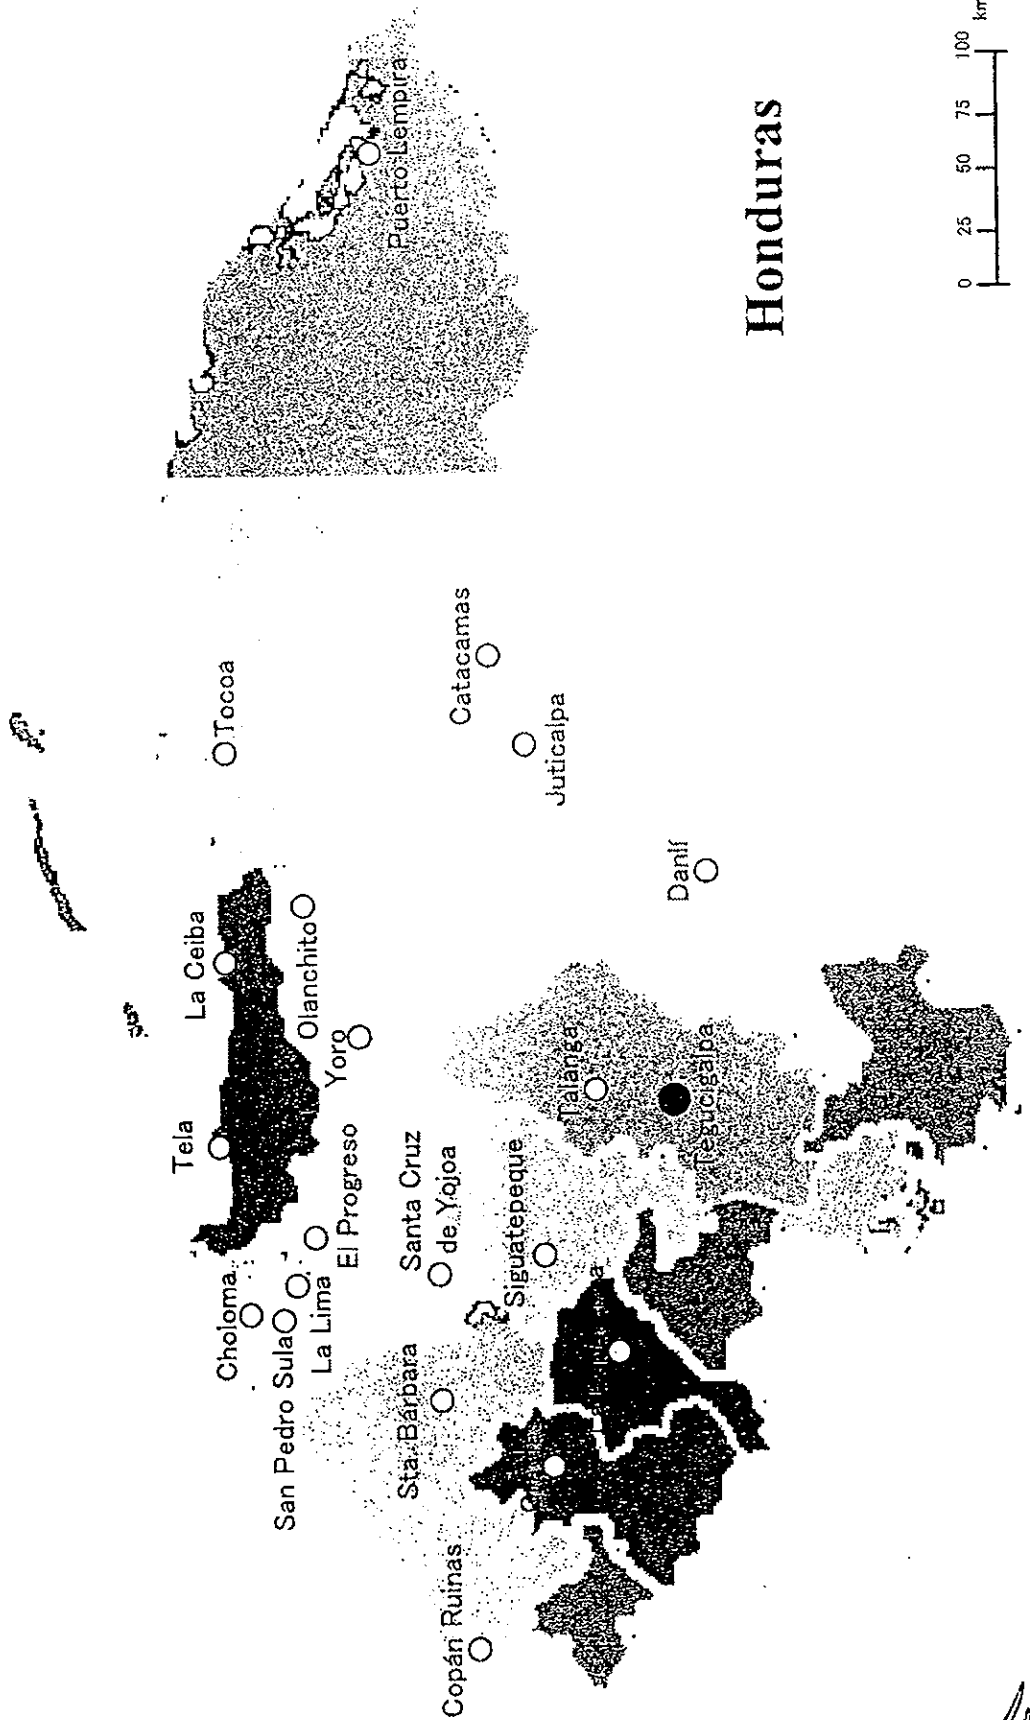 Honduras
Puerto Lempira
Tocoa
Catacamas
Juticalpa
Danlí
La Ceiba
Olanchito
Yoro
Tela
El Progreso
Choloma
San Pedro Sula
La Lima
Santa Cruz
de Yojoa
Siguatepeque
Talanga
Tegucigalpa
Sta. Bárbara
Copán Ruinas
0 25 50 75 100
km